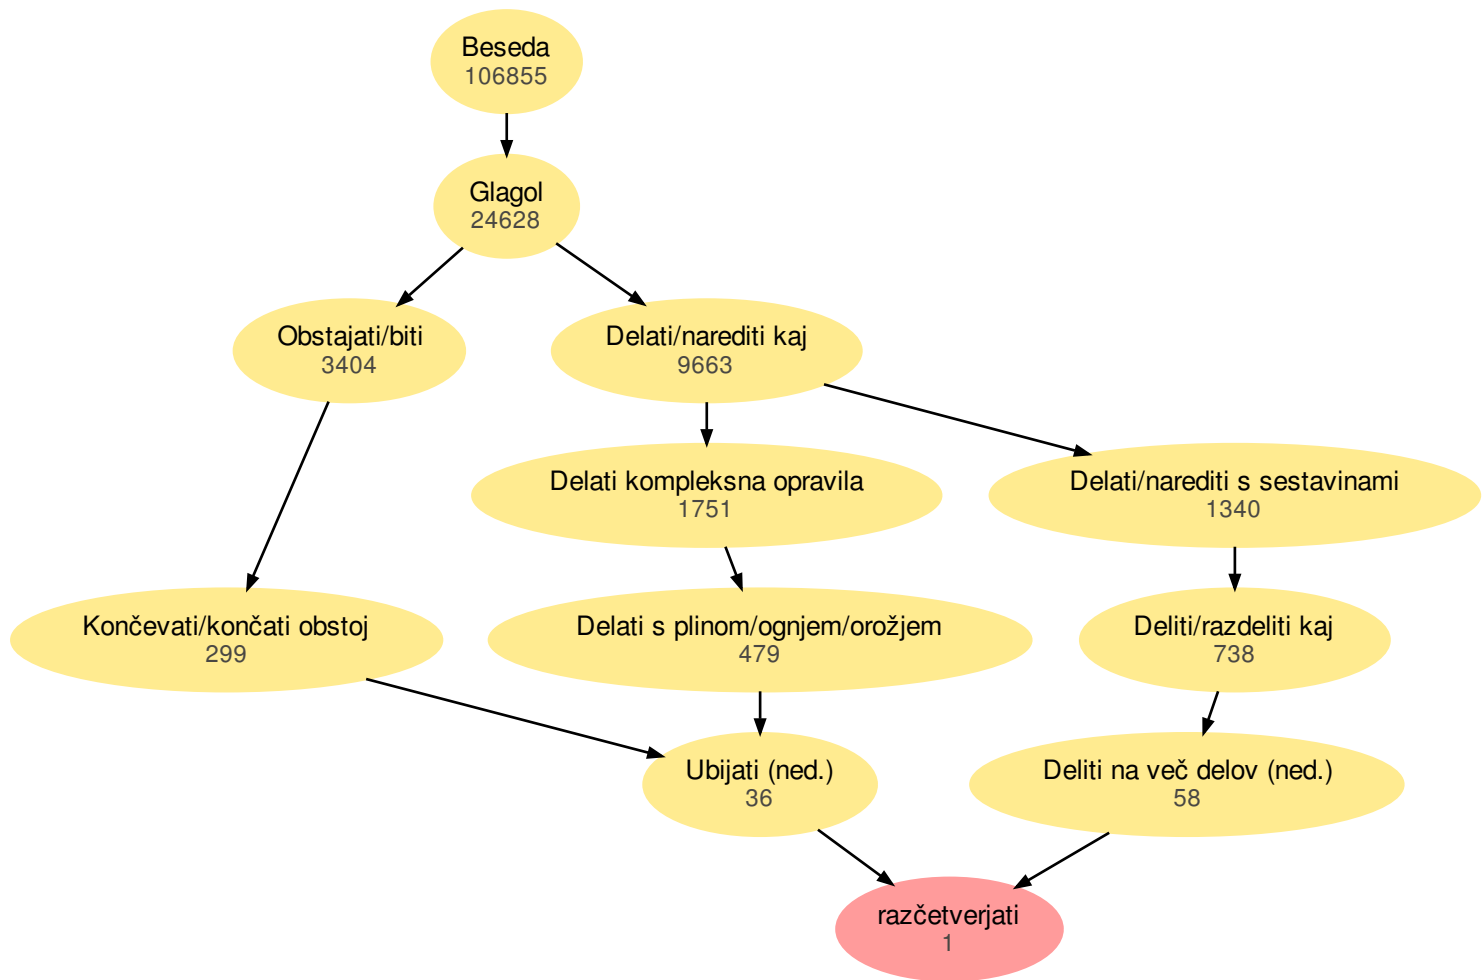 Beseda
106855
Glagol
24628
Obstajati/biti
3404
Delati/narediti kaj
9663
Delati kompleksna opravila
1751
Delati/narediti s sestavinami
1340
Končevati/končati obstoj
299
Delati s plinom/ognjem/orožjem
479
Deliti/razdeliti kaj
738
Ubijati (ned.)
36
Deliti na več delov (ned.)
58
razčetverjati
1